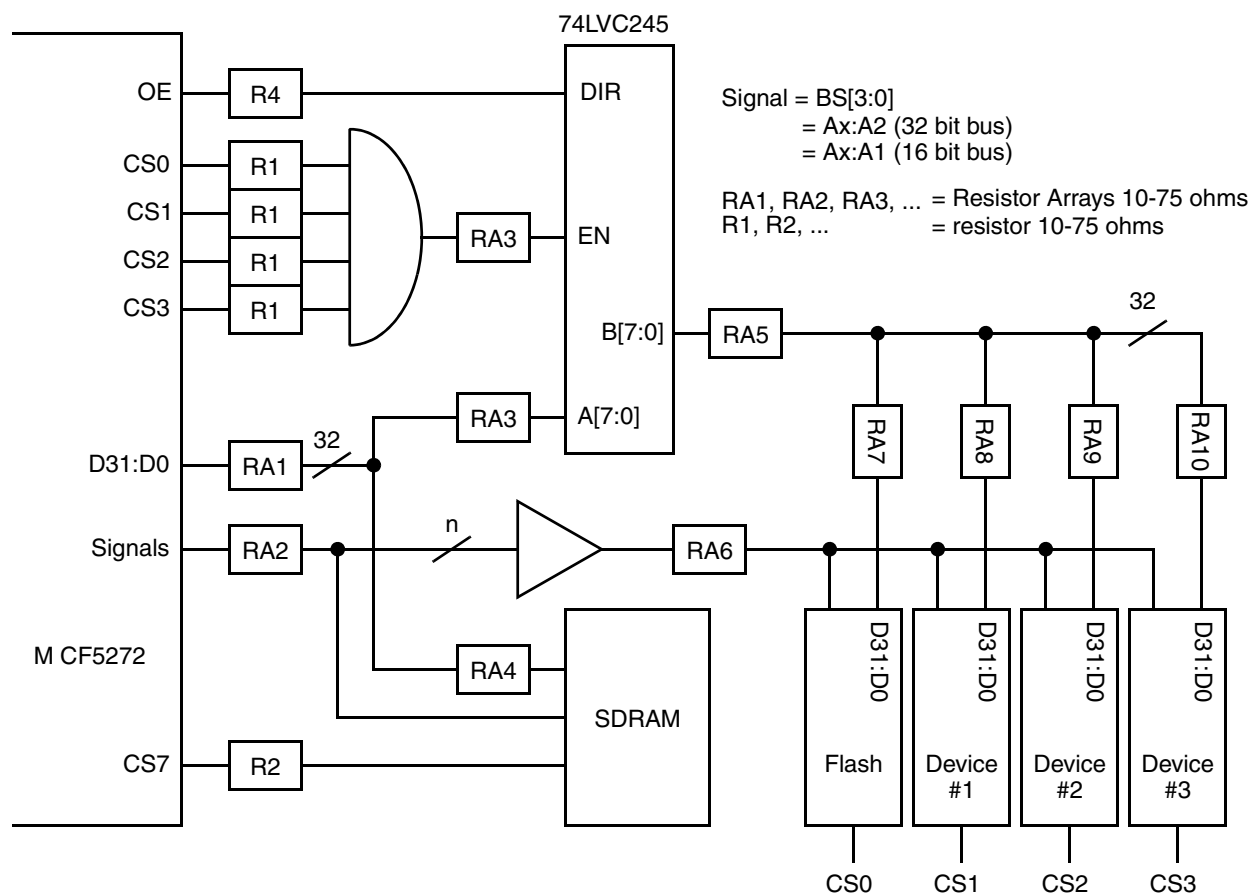 74LVC245
OE
R4
DIR
Signal = BS[3:0]
= Ax:A2 (32 bit bus)
= Ax:A1 (16 bit bus)
CS0
R1
CS1
R1
CS2
R1
CS3
R1
RA3
EN
RA1, RA2, RA3, ... = Resistor Arrays 10-75 ohms
R1, R2, ... = resistor 10-75 ohms
B[7:0]
RA5
32
RA3
A[7:0]
RA7
RA8
RA9
RA10
D31:D0
RA1
32
Signals
RA2
n
RA6
M CF5272
RA4
SDRAM
CS7
R2
D31:D0
D31:D0
D31:D0
D31:D0
Flash
Device
#1
Device
#2
Device
#3
CS0
CS1
CS2
CS3